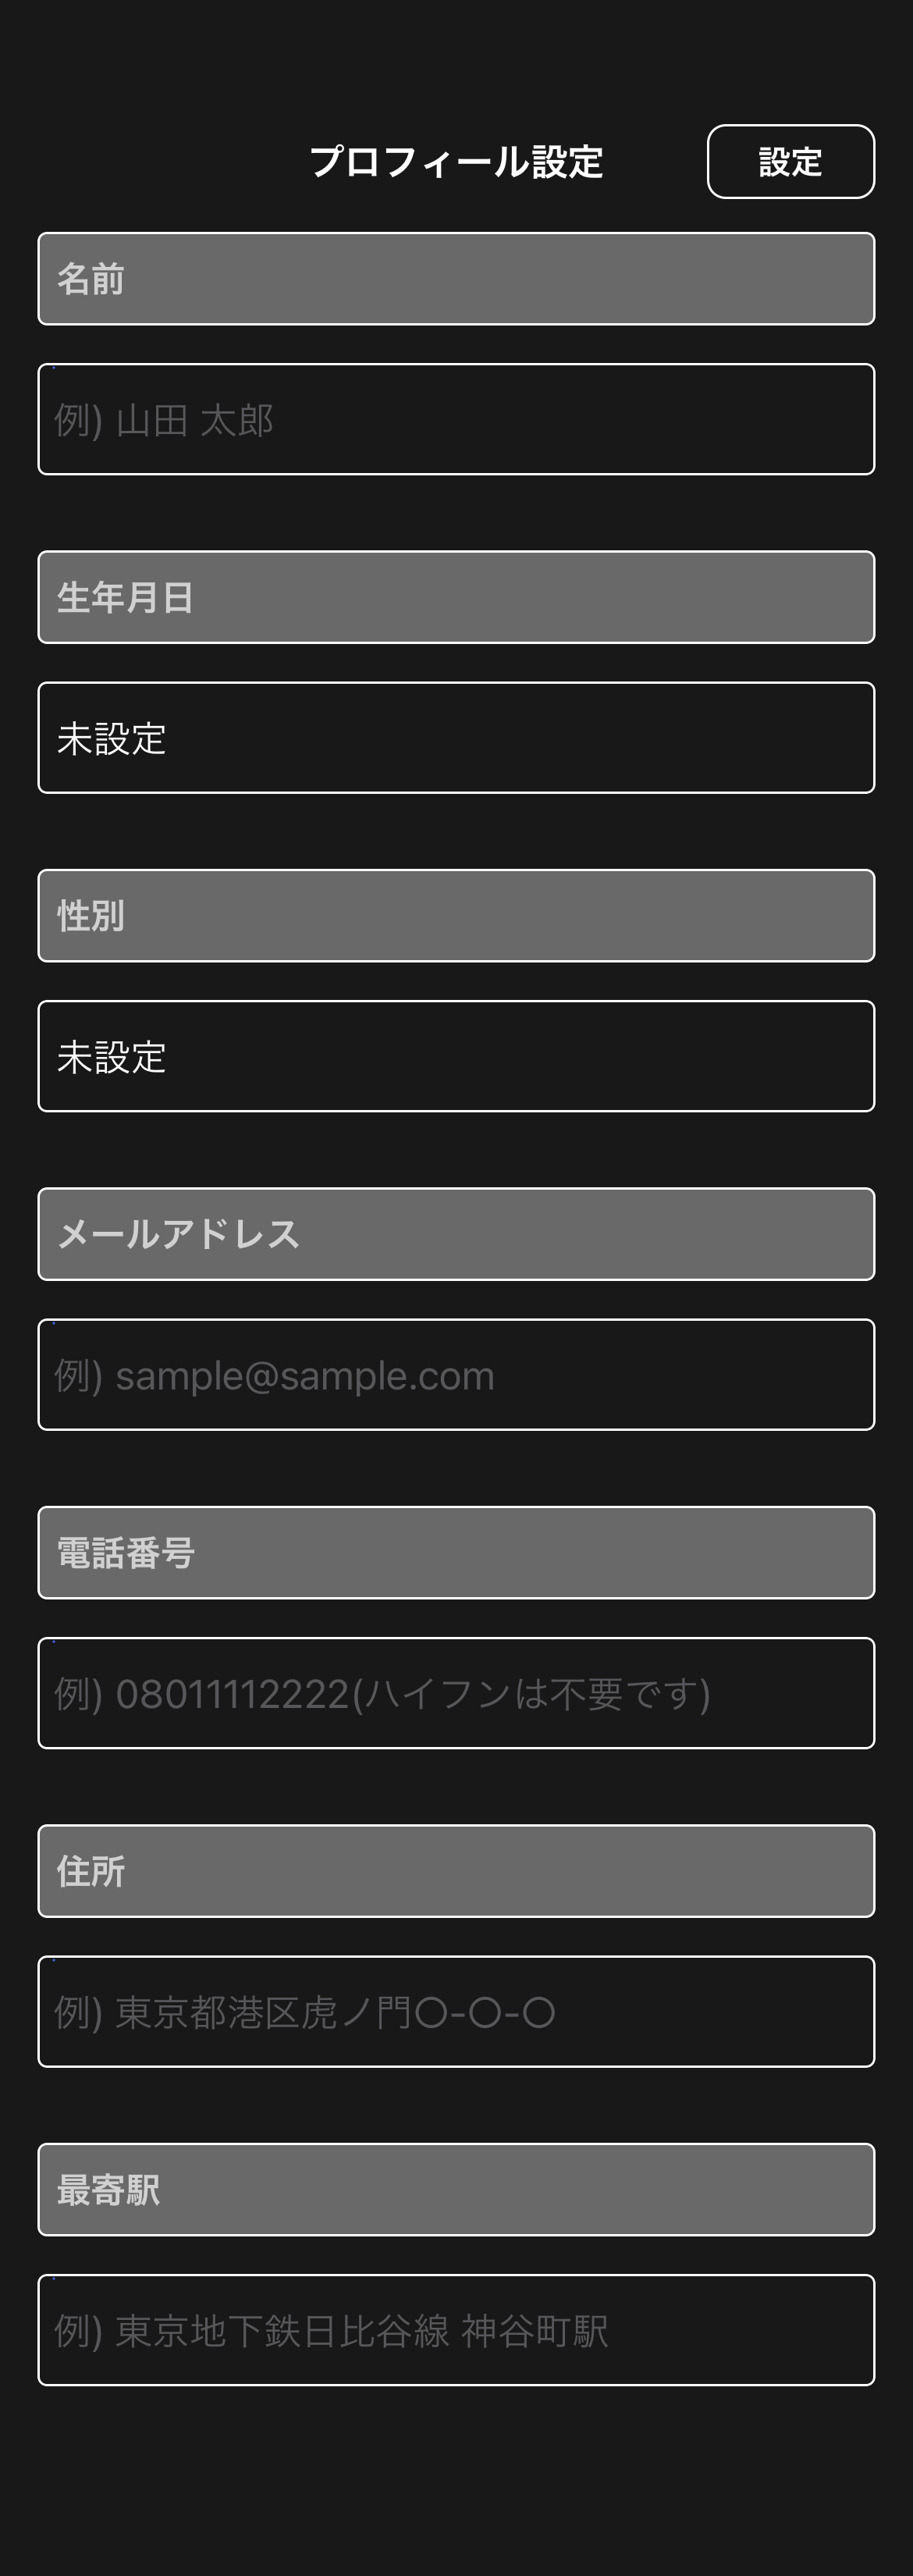 プロフィール設定
設定
名前
例) 山田 太郎
生年月日
未設定
性別
未設定
メールアドレス
例) sample@sample.com
電話番号
例) 08011112222(ハイフンは不要です)
住所
例) 東京都港区虎ノ門〇-〇-〇
最寄駅
例) 東京地下鉄日比谷線 神谷町駅